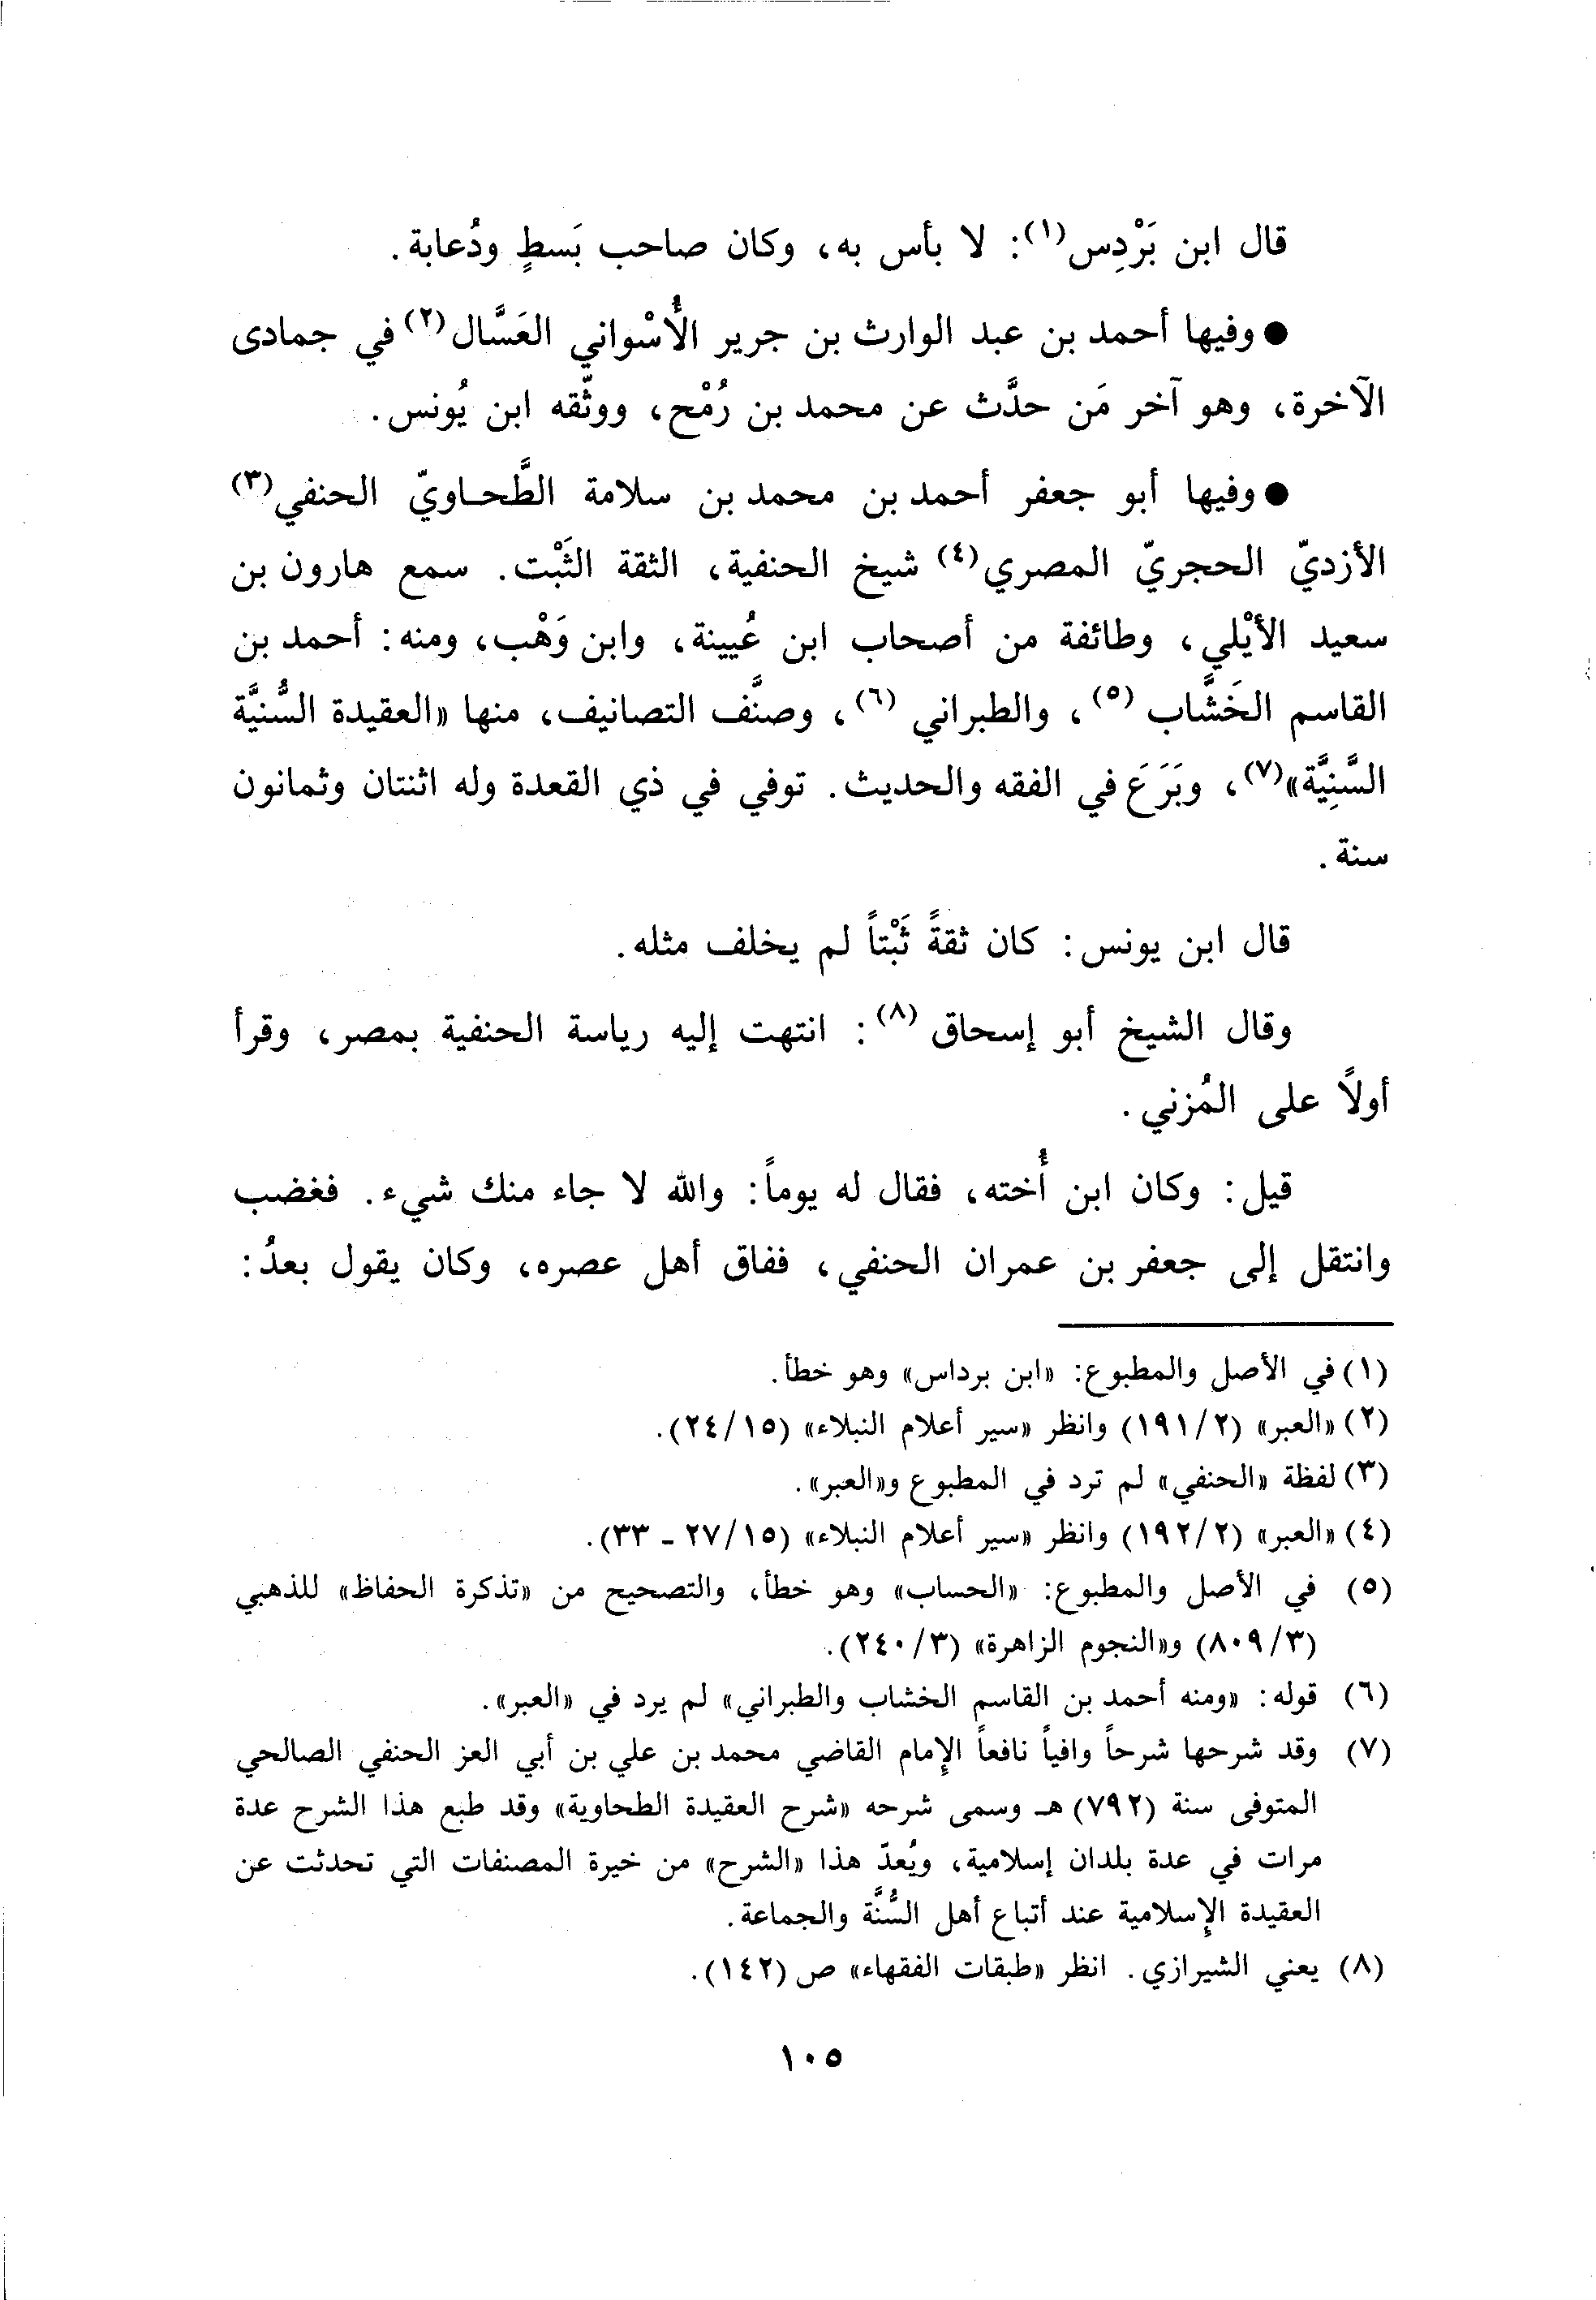 قال ابن بَرْدِس(١): لا بأس به، وكان صاحب بَسطٍ ودُعابة.
● وفيها أحمد بن عبد الوارث بن جرير الأُسْواني العَسَّال(٢) في جمادى
الآخرة، وهو آخر مَن حدَّث عن محمد بن رُمْح، ووثّقه ابن يُونس.
● وفيها أبو جعفر أحمد بن محمد بن سلامة الطَّحاويّ الحنفي(٣)
الأزديّ الحجريّ المصري(٤) شيخ الحنفية، الثقة الثَبْت. سمع هارون بن
سعيد الأيْلي، وطائفة من أصحاب ابن عُيينة، وابن وَهْب، ومنه: أحمد بن
القاسم الخَشَّاب (٥)، والطبراني (٦)، وصنَّف التصانيف، منها «العقيدة السُّنيَّة
السَّنِيَّة»(٧)، وبَرَعَ في الفقه والحديث. توفي في ذي القعدة وله اثنتان وثمانون
سنة.
قال ابن يونس: كان ثقةً ثَبْتاً لم يخلف مثله.
وقال الشيخ أبو إسحاق (٨): انتهت إليه رياسة الحنفية بمصر، وقرأ
أولاً على المُزني.
قيل: وكان ابن أُخته، فقال له يوماً: والله لا جاء منك شيء. فغضب
وانتقل إلى جعفر بن عمران الحنفي، ففاق أهل عصره، وكان يقول بعدُ:
(١) في الأصل والمطبوع: «ابن برداس» وهو خطأ.
(٢) «العبر» (١٩١/٢) وانظر «سير أعلام النبلاء» (٢٤/١٥).
(٣) لفظة «الحنفي» لم ترد في المطبوع و«العبر».
(٤) «العبر» (١٩٢/٢) وانظر «سير أعلام النبلاء» (٢٧/١٥ - ٣٣).
(٥) في الأصل والمطبوع: «الحساب» وهو خطأ، والتصحيح من «تذكرة الحفاظ» للذهبي
(٨٠٩/٣) و«النجوم الزاهرة» (٢٤٠/٣).
(٦) قوله: «ومنه أحمد بن القاسم الخشاب والطبراني» لم يرد في «العبر».
(٧) وقد شرحها شرحاً وافياً نافعاً الإمام القاضي محمد بن علي بن أبي العز الحنفي الصالحي
المتوفى سنة (٧٩٢) هـ وسمى شرحه «شرح العقيدة الطحاوية» وقد طبع هذا الشرح عدة
مرات في عدة بلدان إسلامية، ويُعدّ هذا «الشرح» من خيرة المصنفات التي تحدثت عن
العقيدة الإسلامية عند أتباع أهل السُّنَّة والجماعة.
(٨) يعني الشيرازي. انظر «طبقات الفقهاء» ص (١٤٢).
١٠٥